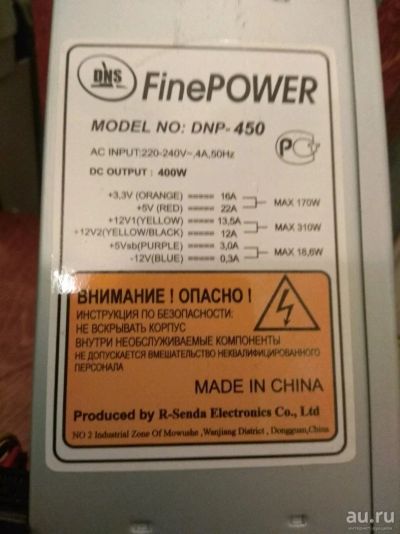 DNS
FinePOWER
MODEL NO: DNP-450
AC INPUT:220-240V~,4A,50Hz
DC OUTPUT : 400W
+3,3V (ORANGE) ===== 16A
+5V (RED) ===== 22A
MAX 170W
+12V1(YELLOW) ===== 13,5A
+12V2(YELLOW/BLACK) ===== 12A
MAX 310W
+5Vsb(PURPLE) ===== 3,0A
-12V(BLUE) ===== 0,3A
MAX 18,6W
ВНИМАНИЕ ! ОПАСНО !
ИНСТРУКЦИЯ ПО БЕЗОПАСНОСТИ:
НЕ ВСКРЫВАТЬ КОРПУС
ВНУТРИ НЕОБСЛУЖИВАЕМЫЕ КОМПОНЕНТЫ
НЕ ДОПУСКАЕТСЯ ВМЕШАТЕЛЬСТВО НЕКВАЛИФИЦИРОВАННОГО
ПЕРСОНАЛА
MADE IN CHINA
Produced by R-Senda Electronics Co., Ltd
NO 2 Industrial Zone Of Mowushe , Wanjiang District , Dongguan,China
au.ru
интернет-аукцион